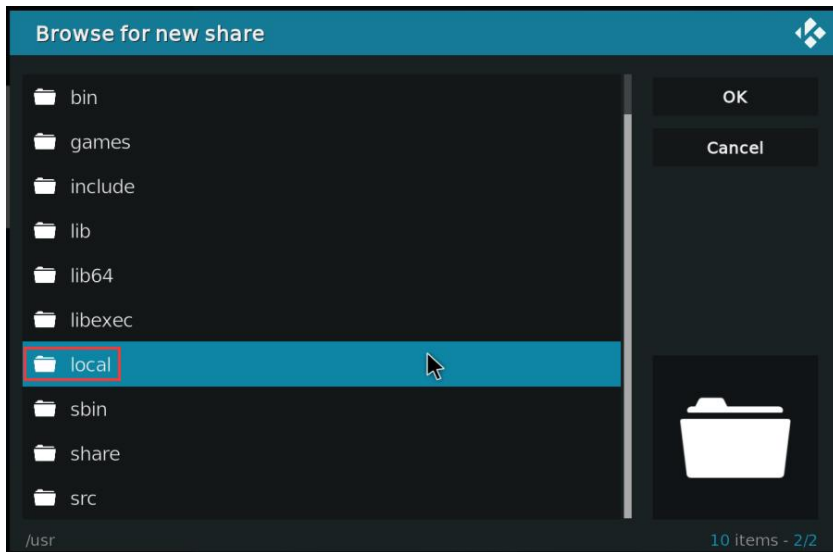 Browse for new share
bin
OK
games
Cancel
include
lib
lib64
libexec
local
sbin
share
src
/usr
10 items - 2/2